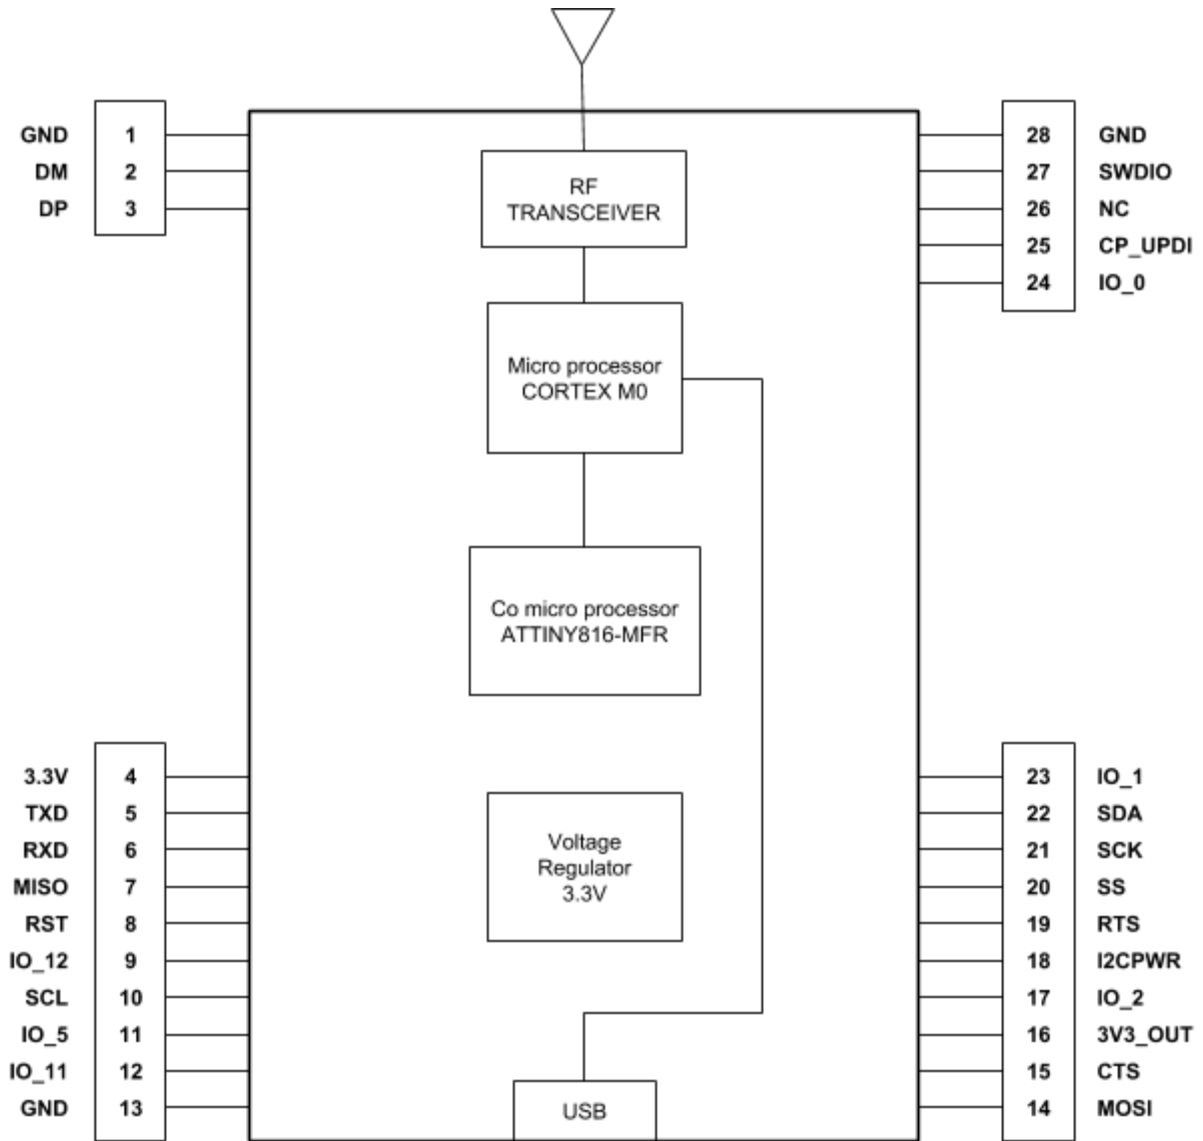 GND 1
DM 2
DP 3
RF
TRANSCEIVER
28 GND
27 SWDIO
26 NC
25 CP_UPDI
24 IO_0
Micro processor
CORTEX M0
Co micro processor
ATTINY816-MFR
3.3V 4
TXD 5
RXD 6
MISO 7
RST 8
IO_12 9
SCL 10
IO_5 11
IO_11 12
GND 13
Voltage
Regulator
3.3V
USB
23 IO_1
22 SDA
21 SCK
20 SS
19 RTS
18 I2CPWR
17 IO_2
16 3V3_OUT
15 CTS
14 MOSI